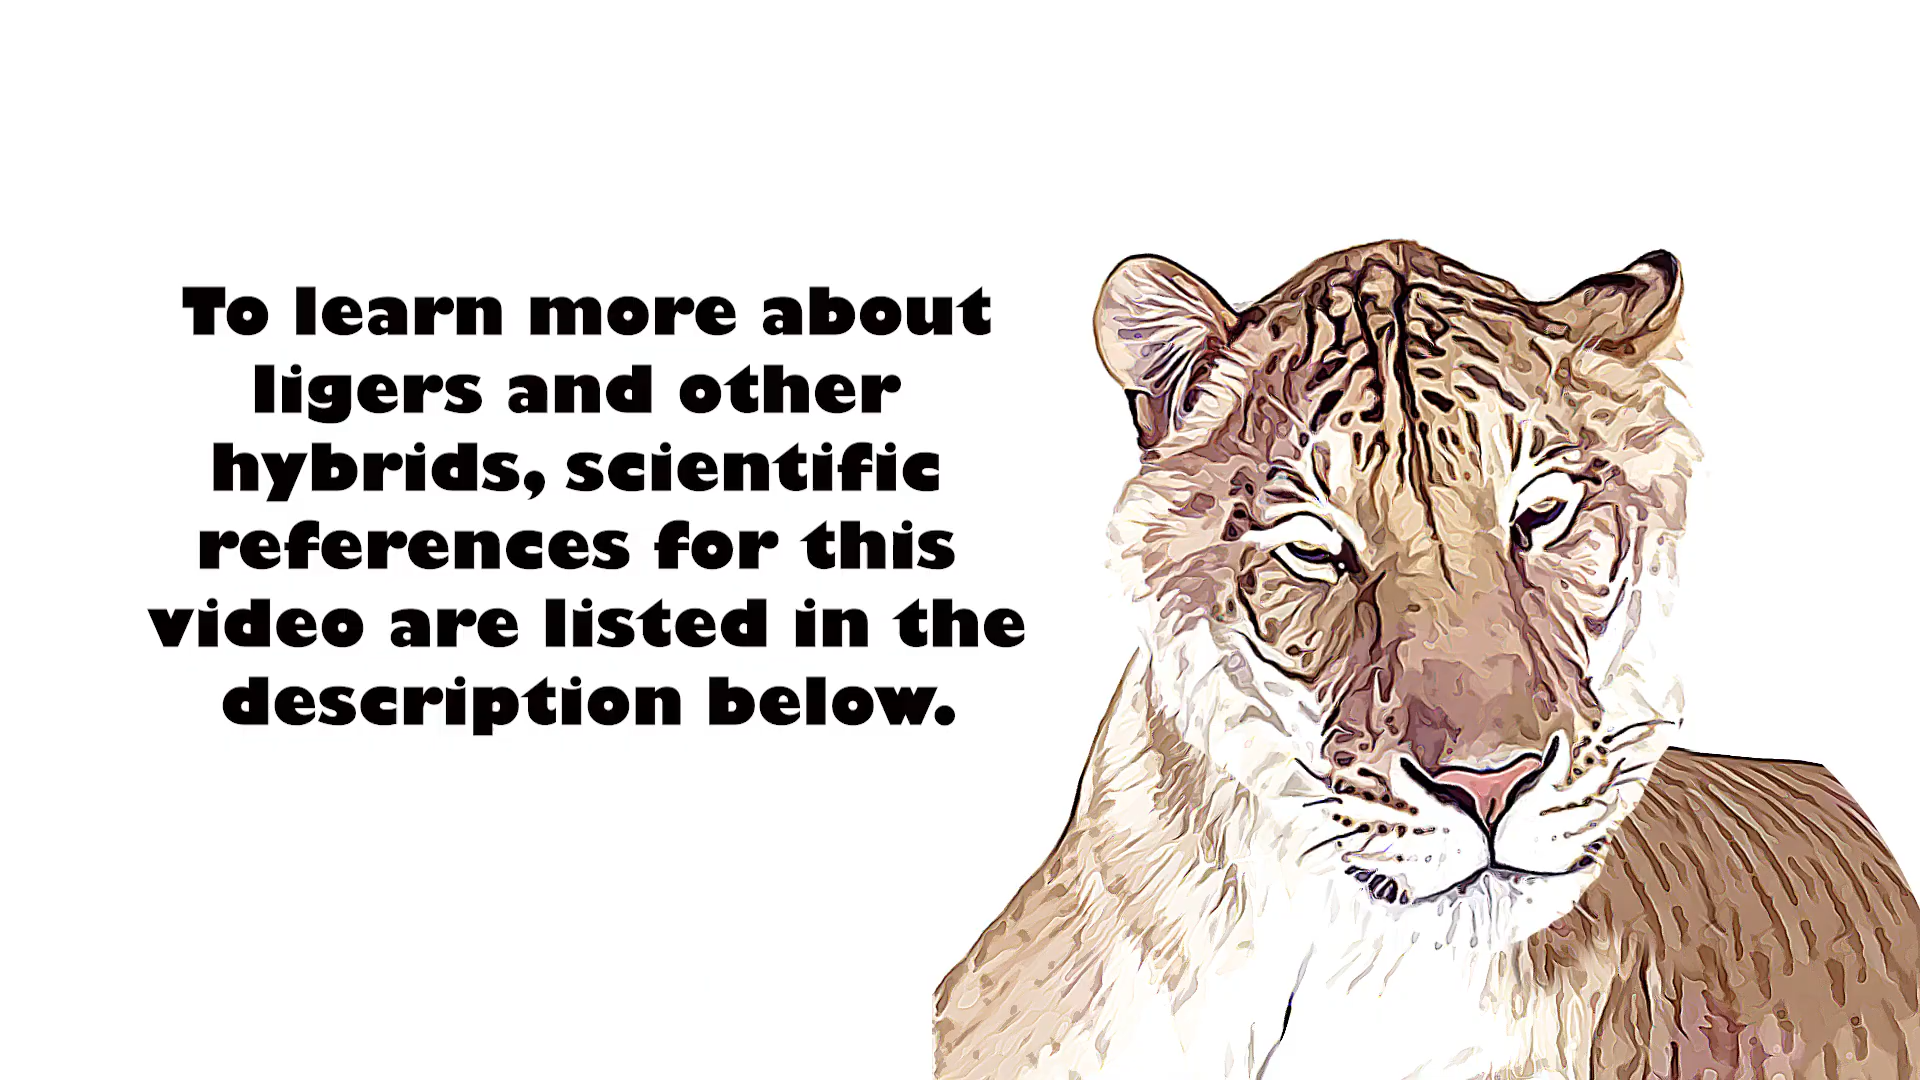 To learn more about
ligers and other
hybrids, scientific
references for this
video are listed in the
description below.